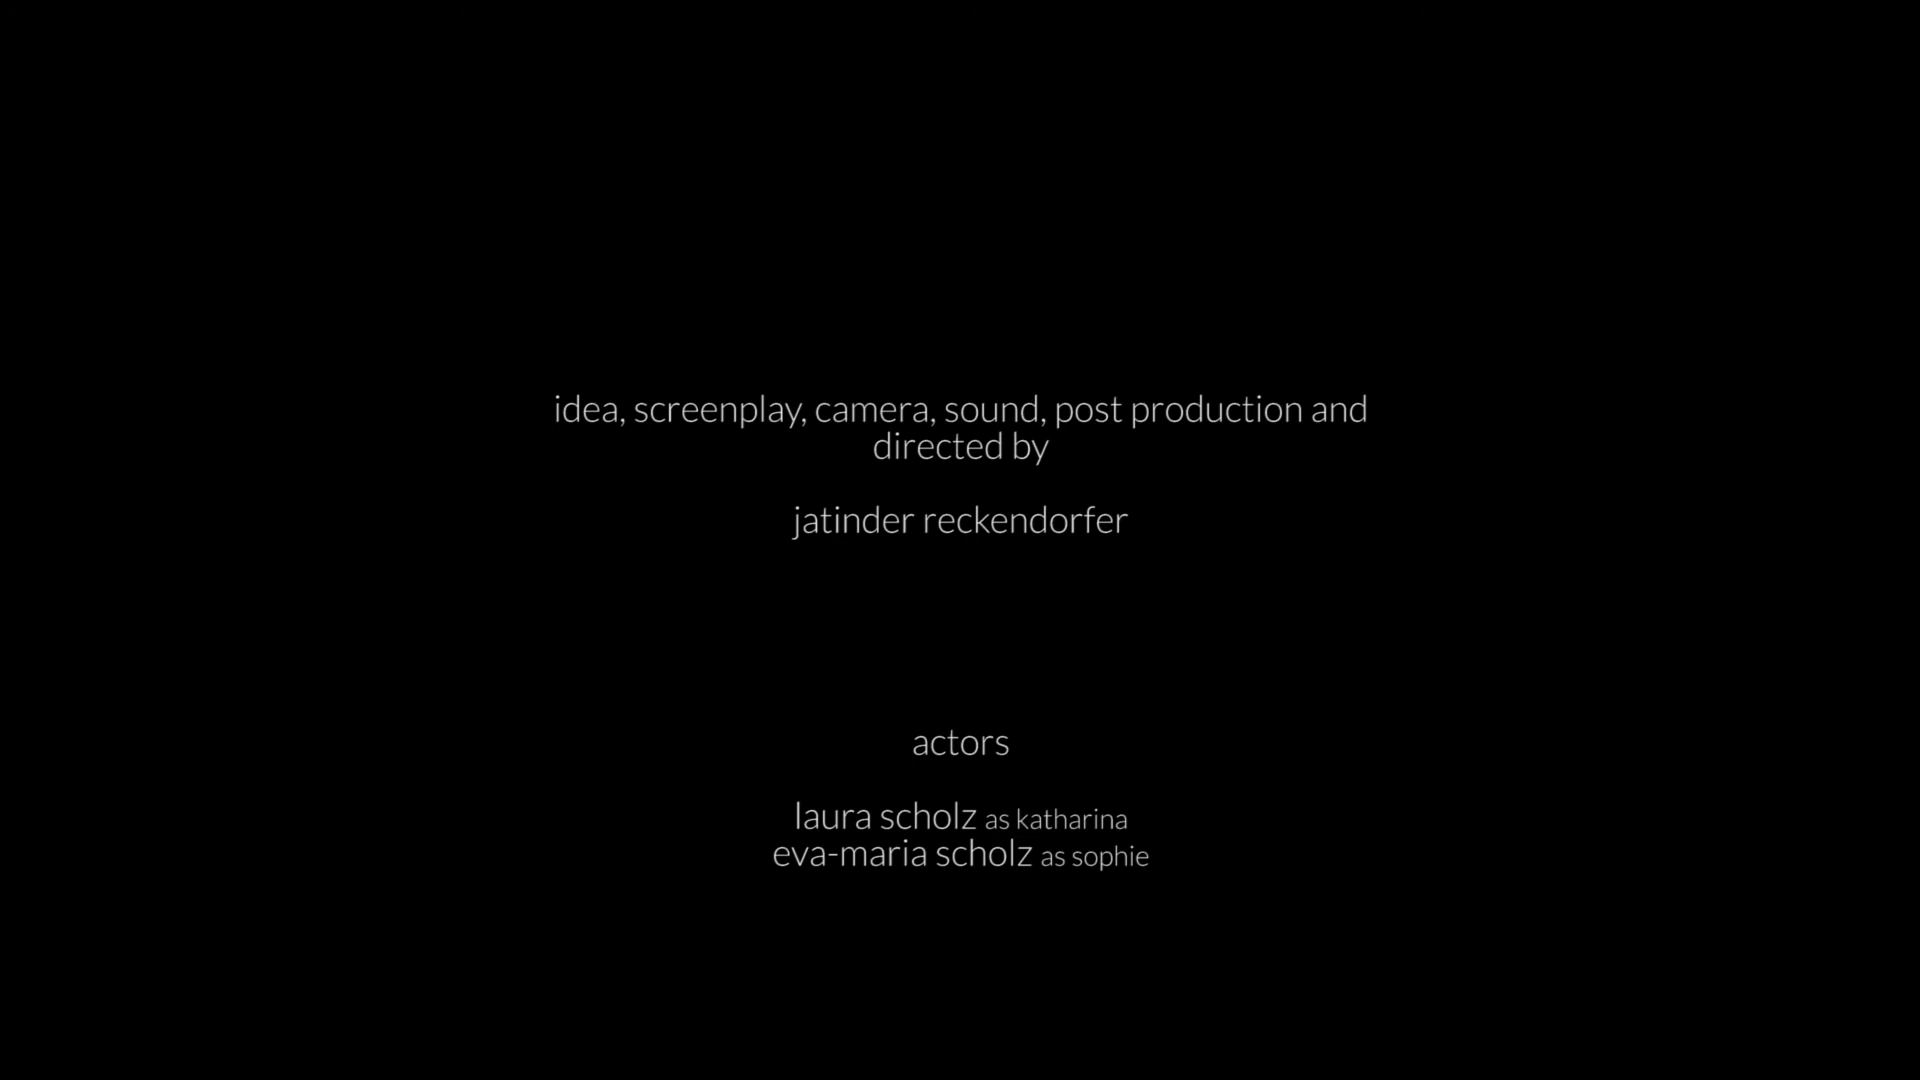 idea, screenplay, camera, sound, post production and
directed by
jatinder reckendorfer
actors
laura scholz as katharina
eva-maria scholz as sophie